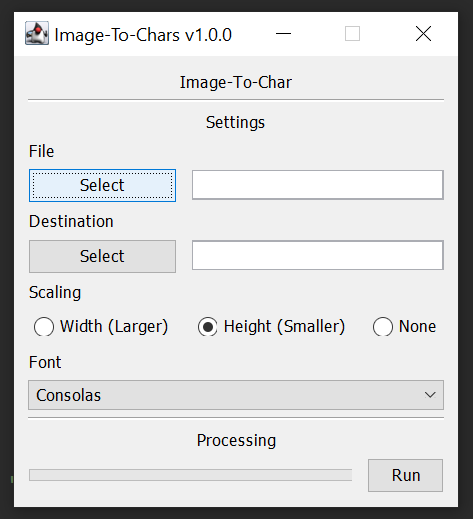 Image-To-Chars v1.0.0
Image-To-Char
Settings
File
Select
Destination
Select
Scaling
Width (Larger) Height (Smaller) None
Font
Consolas
Processing
Run